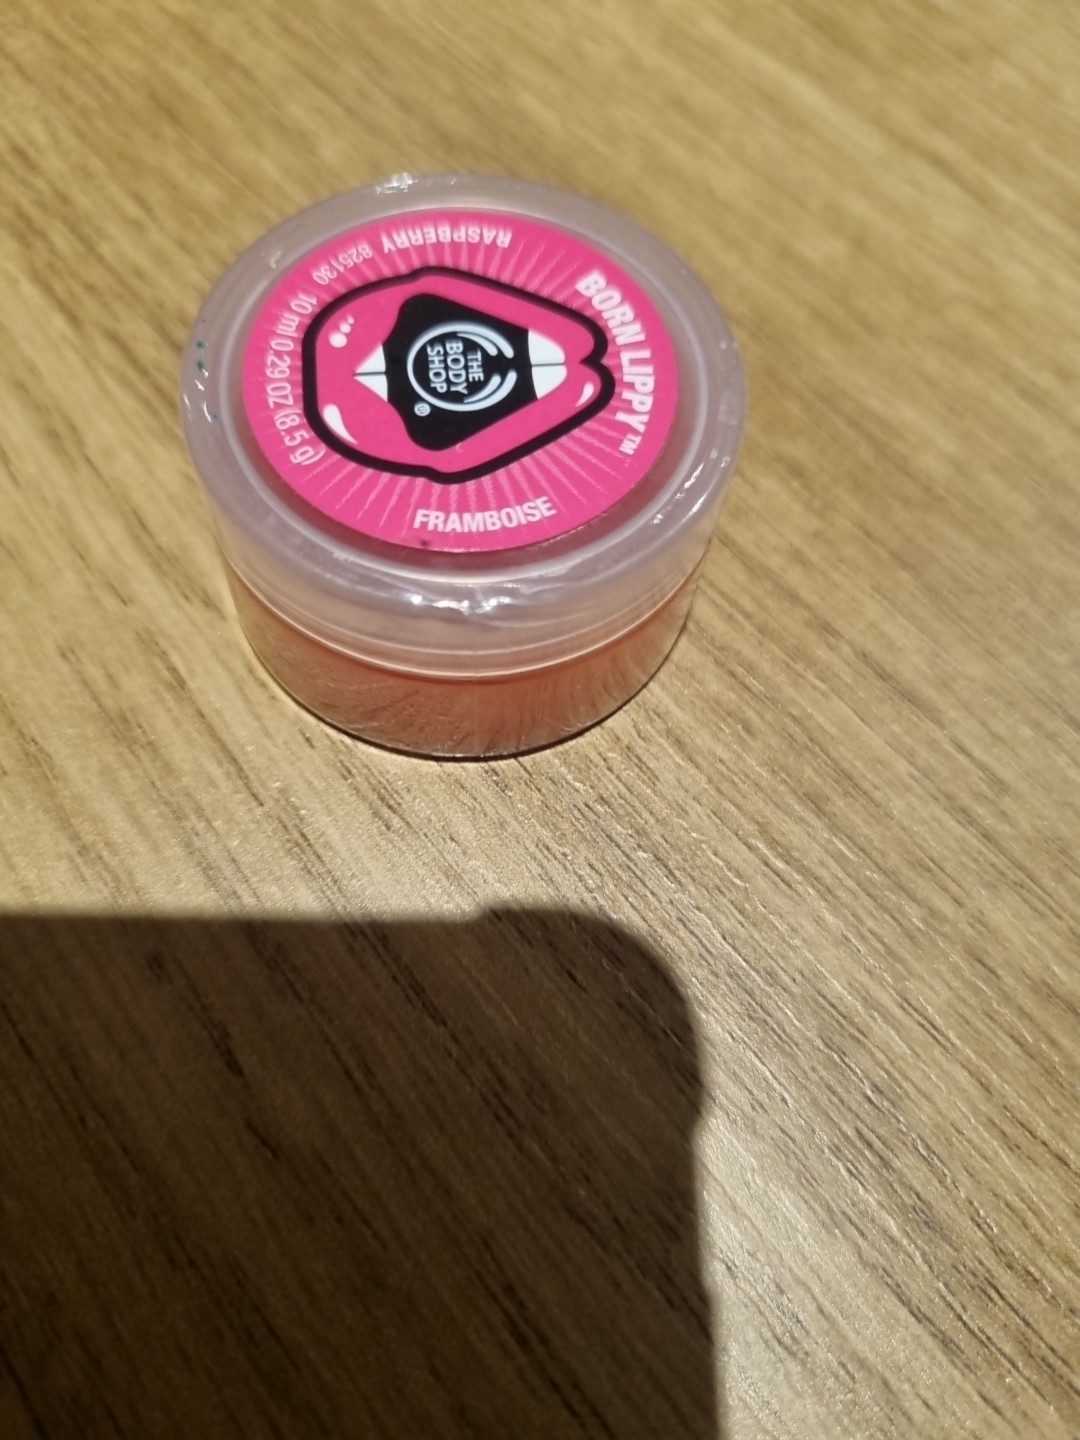 BORN LIPPY™
THE
BODY
SHOP®
RASPBERRY 825130 10 ml 0.29 OZ (8.5 g)
FRAMBOISE